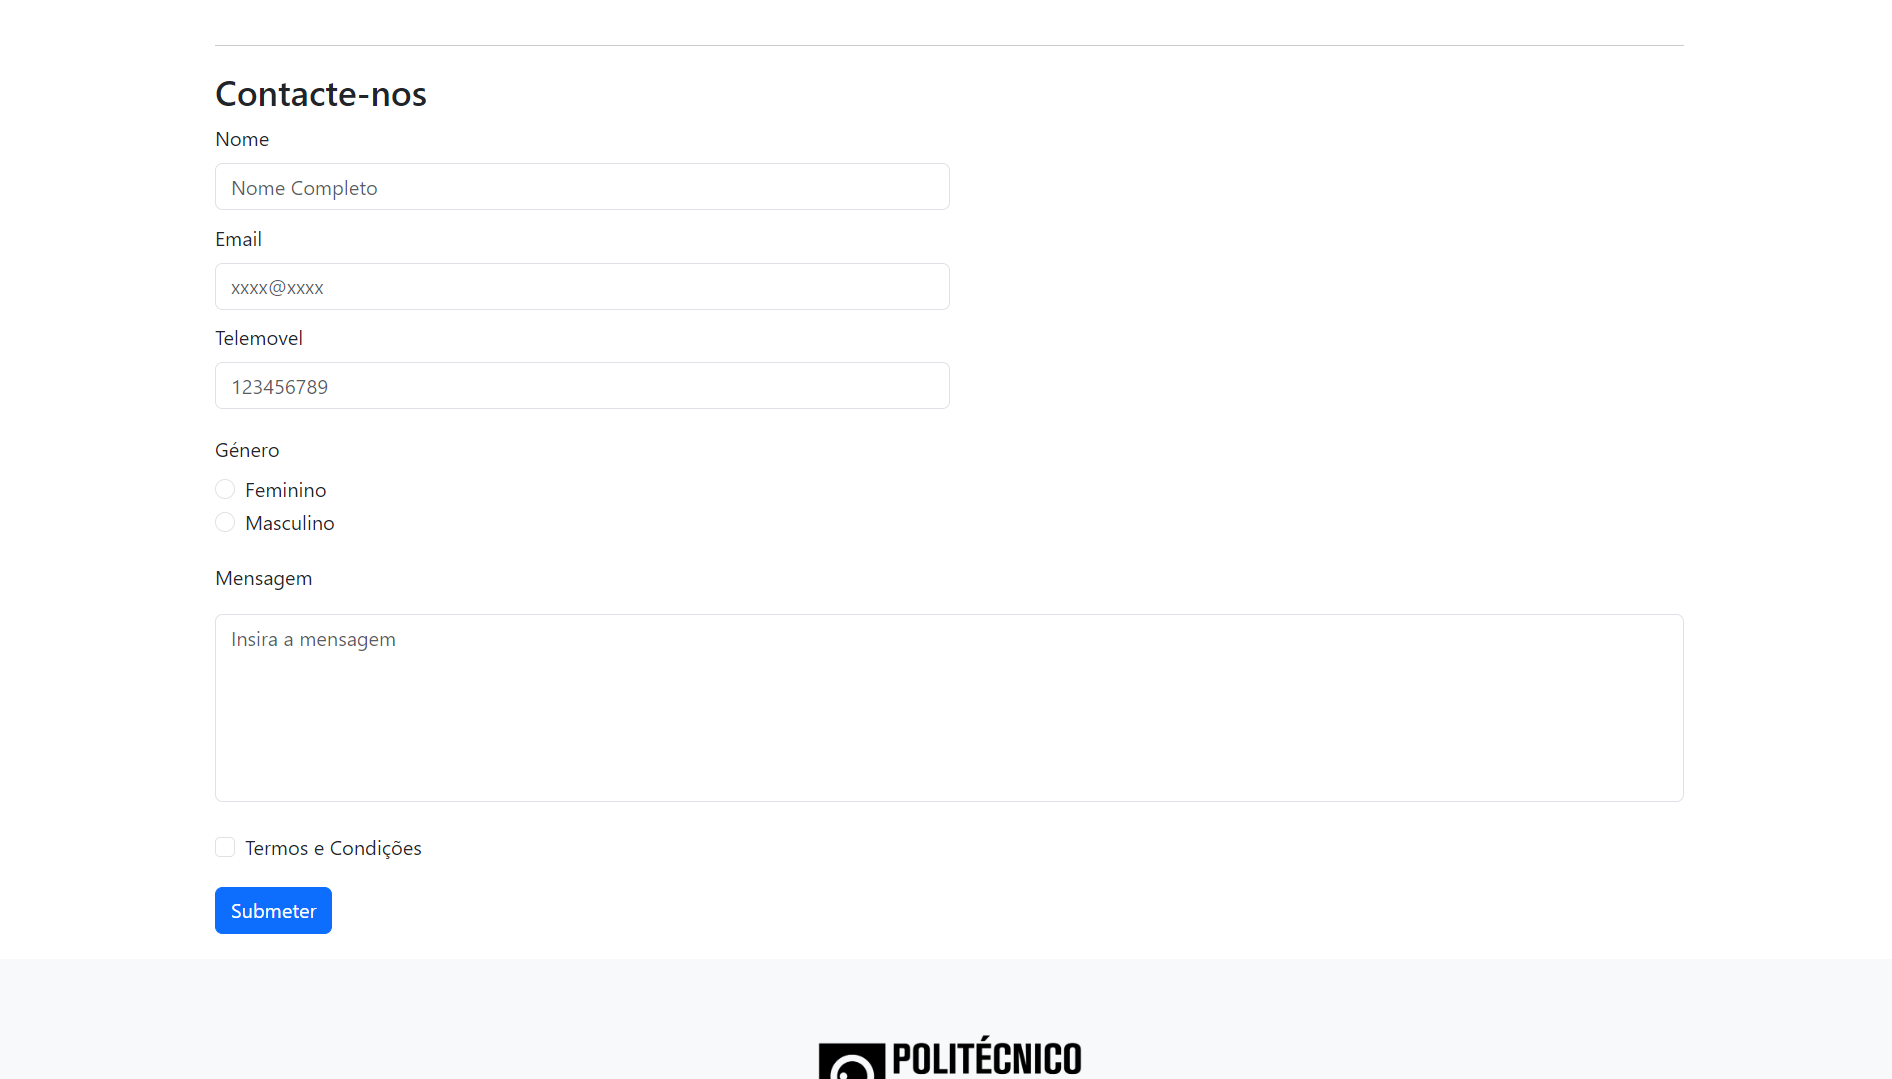 Contacte-nos
Nome
Nome Completo
Email
xxxx@xxxx
Telemovel
123456789
Género
Feminino
Masculino
Mensagem
Insira a mensagem
Termos e Condições
Submeter
POLITÉCNICO